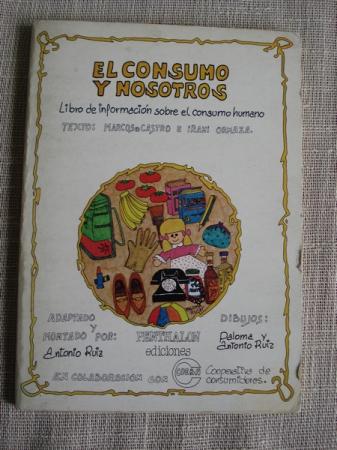 EL CONSUMO
Y NOSOTROS
Libro de información sobre el consumo humano
TEXTO: MARCOS de CASTRO E IÑAKI ORMAZA.
ADAPTADO
Y
MONTADO POR:
Antonio Ruiz
PENTHALON
ediciones
DIBUJOS:
Paloma y
Antonio Ruiz
EN COLABORACION CON
Cooperativa de
consumidores.